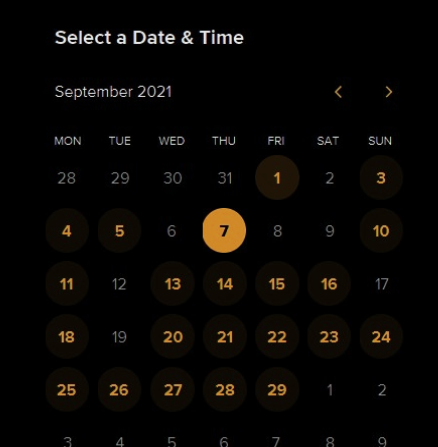 Select a Date & Time
September 2021
MON TUE WED THU FRI SAT SUN
28 29 30 31 1 2 3
4 5 6 7 8 9 10
11 12 13 14 15 16 17
18 19 20 21 22 23 24
25 26 27 28 29 1 2
3 4 5 6 7 8 9